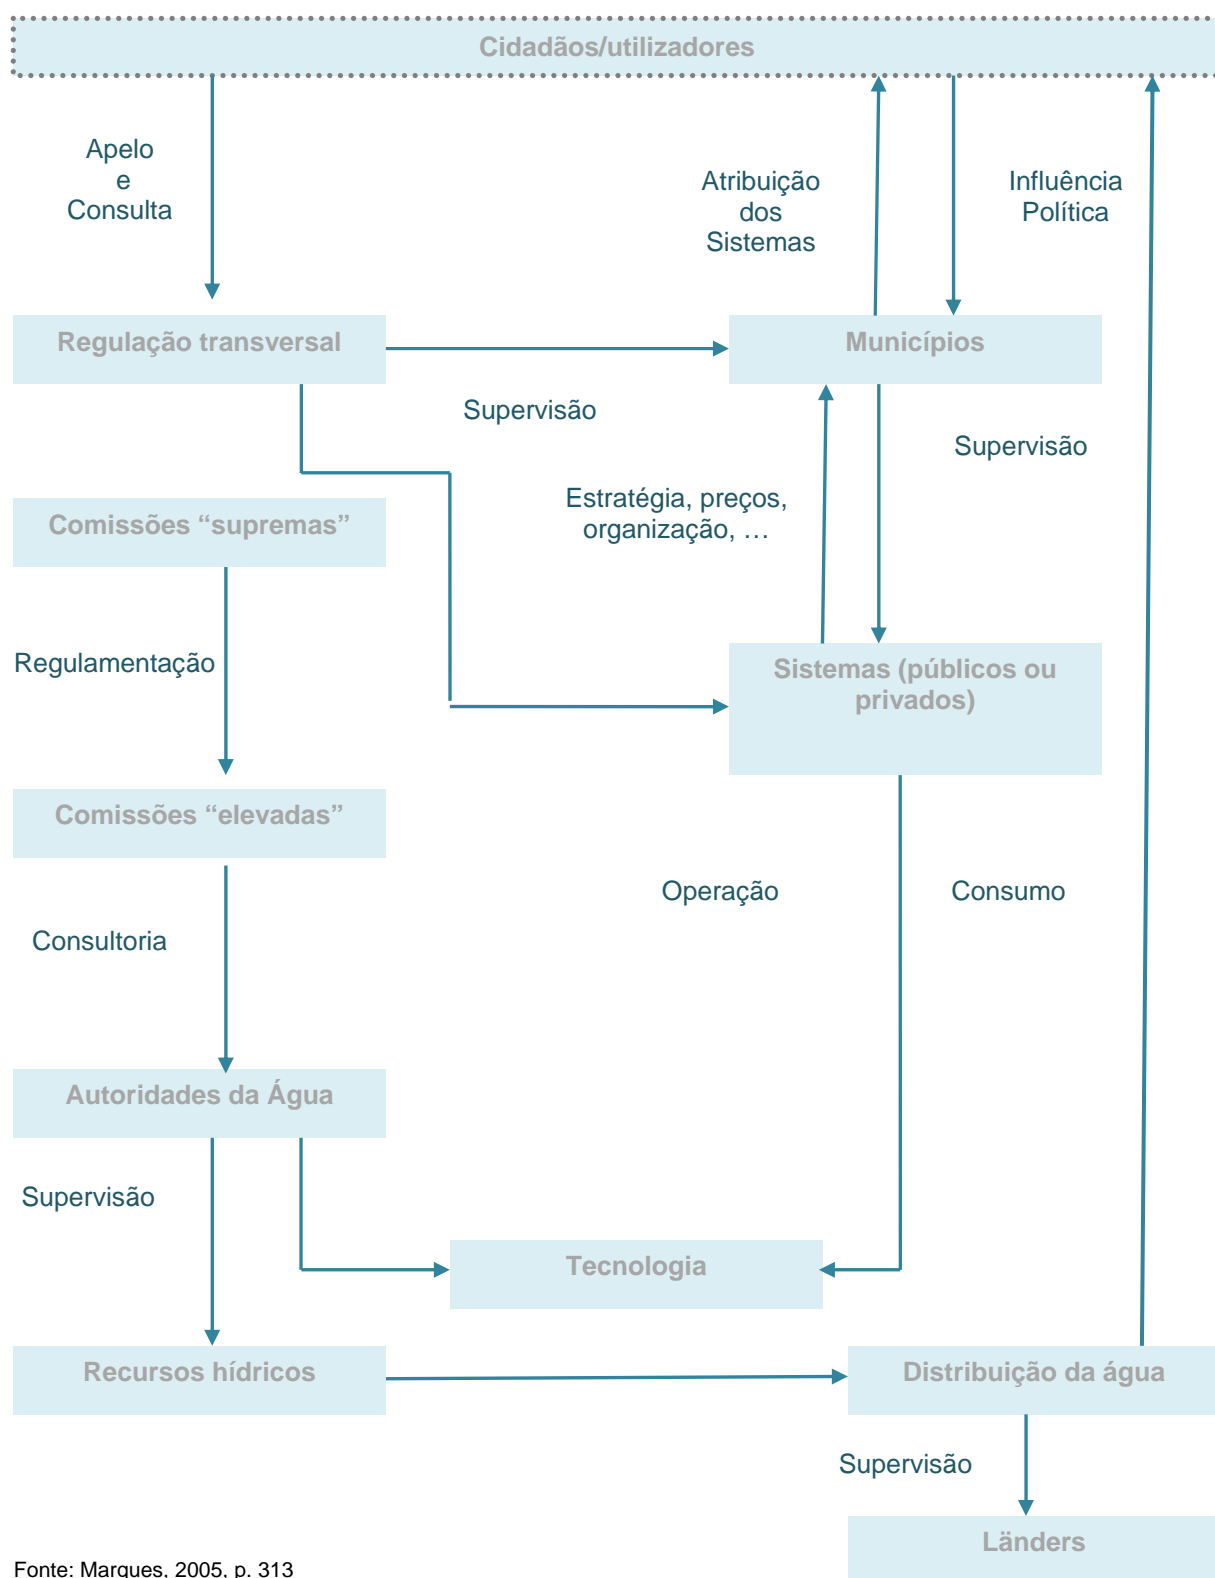 Cidadãos/utilizadores
Apelo
e
Consulta
Atribuição
dos
Sistemas
Influência
Política
Regulação transversal
Municípios
Supervisão
Supervisão
Estratégia, preços,
organização, …
Comissões “supremas”
Regulamentação
Sistemas (públicos ou
privados)
Comissões “elevadas”
Operação
Consumo
Consultoria
Autoridades da Água
Supervisão
Tecnologia
Recursos hídricos
Distribuição da água
Supervisão
Länders
Fonte: Marques, 2005, p. 313